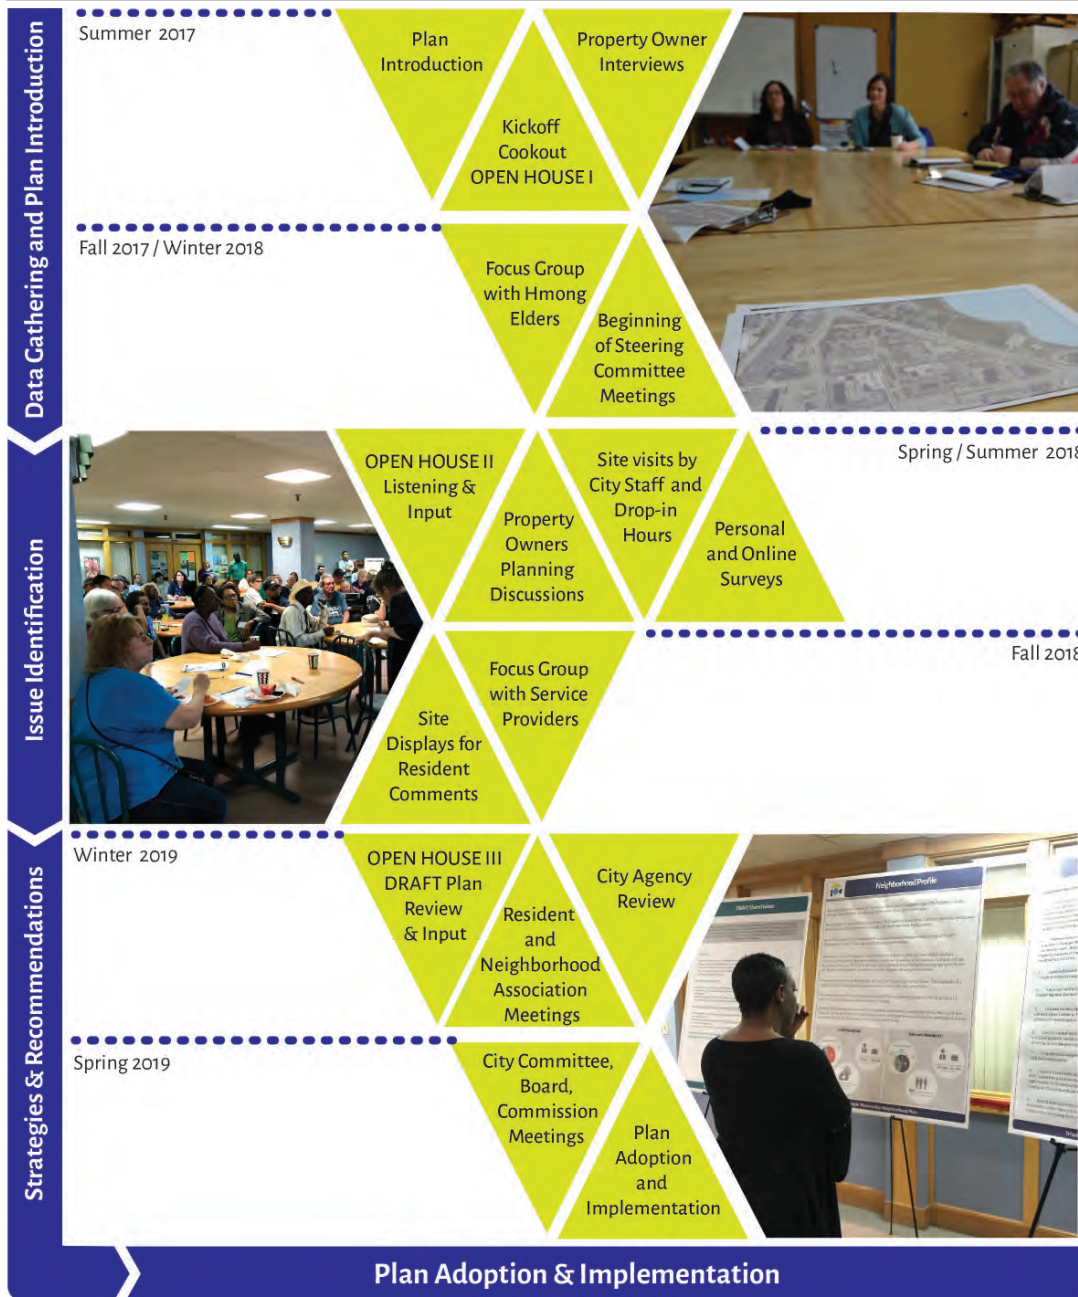 Data Gathering and Plan Introduction
Summer 2017
Plan
Introduction
Kickoff
Cookout
OPEN HOUSE I
Property Owner
Interviews
Fall 2017 / Winter 2018
Focus Group
with Hmong
Elders
Beginning
of Steering
Committee
Meetings
Issue Identification
Spring / Summer 2018
OPEN HOUSE II
Listening &
Input
Property
Owners
Planning
Discussions
Site visits by
City Staff and
Drop-in
Hours
Personal
and Online
Surveys
Fall 2018
Site
Displays for
Resident
Comments
Focus Group
with Service
Providers
Strategies & Recommendations
Winter 2019
OPEN HOUSE III
DRAFT Plan
Review
& Input
Resident
and
Neighborhood
Association
Meetings
City Agency
Review
Neighborhood Profile
Spring 2019
City Committee,
Board,
Commission
Meetings
Plan
Adoption
and
Implementation
Plan Adoption & Implementation